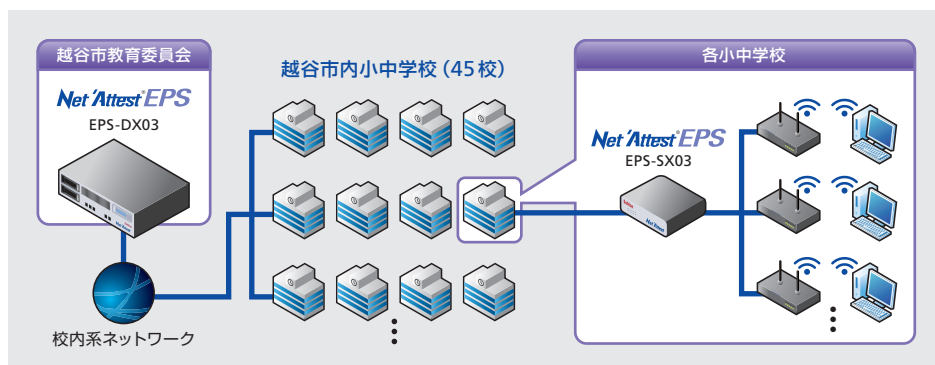 越谷市教育委員会
Net'Attest EPS
EPS-DX03
校内系ネットワーク
越谷市内小中学校（45校）
各小中学校
Net'Attest EPS
EPS-SX03